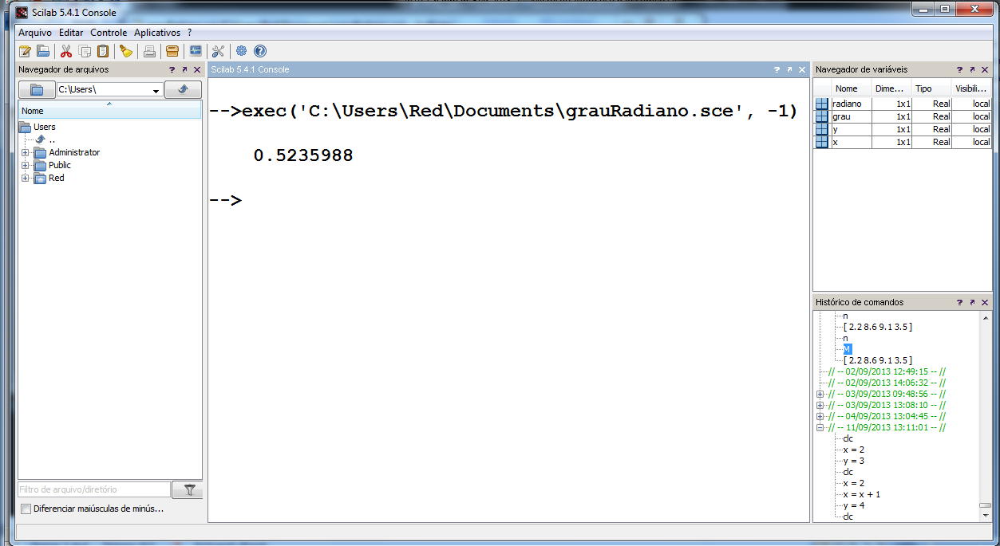 Scilab 5.4.1 Console
Arquivo Editar Controle Aplicativos ?
Navegador de arquivos
C:\Users\
Nome
Users
..
Administrator
Public
Red
Filtro de arquivo/diretório
Diferenciar maiúsculas de minús...
Scilab 5.4.1 Console
-->exec('C:\Users\Red\Documents\grauRadiano.sce', -1)
0.5235988
-->
Navegador de variáveis
Nome Dime... Tipo Visibili...
radiano 1x1 Real local
grau 1x1 Real local
y 1x1 Real local
x 1x1 Real local
Histórico de comandos
n
[ 2.2 8.6 9.1 3.5 ]
n
M
[ 2.2 8.6 9.1 3.5 ]
// -- 02/09/2013 12:49:15 -- //
// -- 02/09/2013 14:06:32 -- //
// -- 03/09/2013 09:48:56 -- //
// -- 03/09/2013 13:08:10 -- //
// -- 04/09/2013 13:04:45 -- //
// -- 11/09/2013 13:11:01 -- //
clc
x = 2
y = 3
clc
x = 2
x = x + 1
y = 4
clc